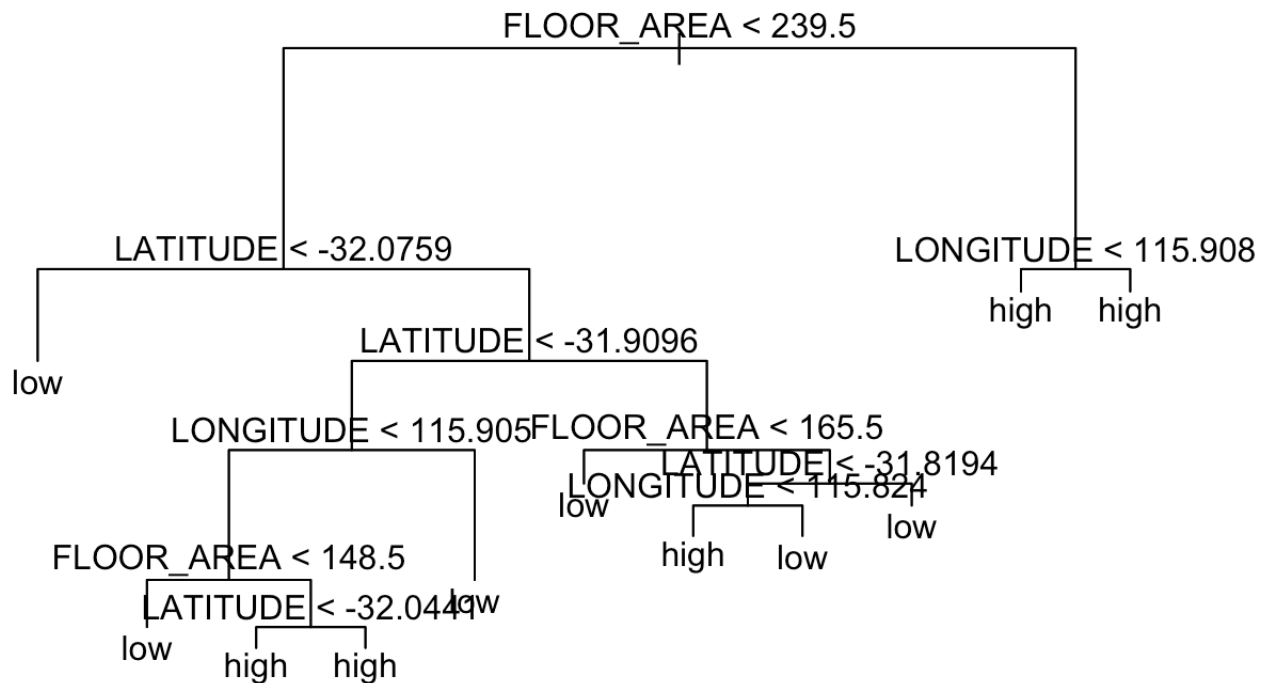 FLOOR_AREA < 239.5
LATITUDE < -32.0759
LONGITUDE < 115.908
high
high
LATITUDE < -31.9096
low
LONGITUDE < 115.905
FLOOR_AREA < 165.5
LATITUDE < -31.8194
LONGITUDE < 115.824
low
low
high
low
FLOOR_AREA < 148.5
low
LATITUDE < -32.0441
low
high
high